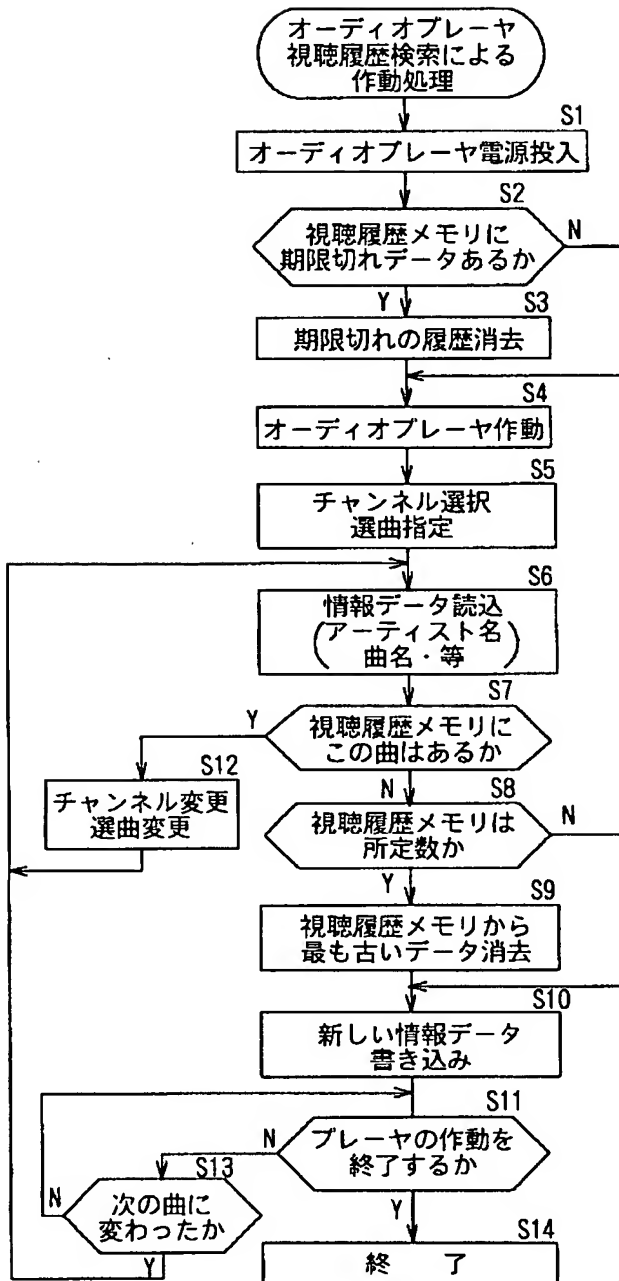 オーディオプレーヤ
視聴履歴検索による
作動処理
S1
オーディオプレーヤ電源投入
S2
視聴履歴メモリに
期限切れデータあるか
N
Y
S3
期限切れの履歴消去
S4
オーディオプレーヤ作動
S5
チャンネル選択
選曲指定
S6
情報データ読込
(アーティスト名
曲名・等)
S7
Y
視聴履歴メモリに
この曲はあるか
S12
チャンネル変更
選曲変更
N
S8
視聴履歴メモリは
所定数か
N
Y
S9
視聴履歴メモリから
最も古いデータ消去
S10
新しい情報データ
書き込み
S11
プレーヤの作動を
終了するか
N
S13
次の曲に
変わったか
N
Y
Y
S14
終 了